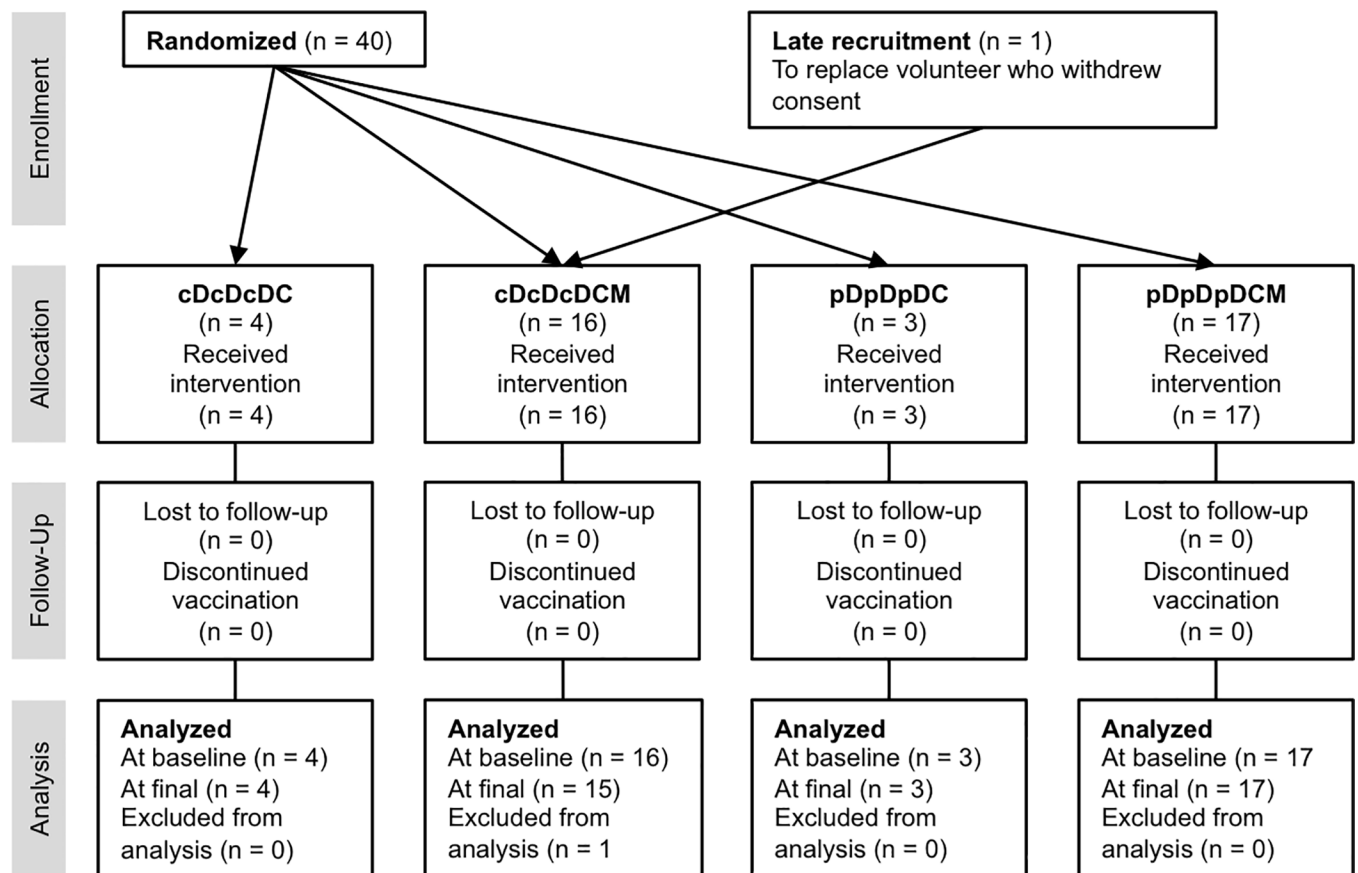 Enrollment
Randomized (n = 40)
Late recruitment (n = 1)
To replace volunteer who withdrew
consent
Allocation
cDcDcDC
(n = 4)
Received
intervention
(n = 4)
cDcDcDCM
(n = 16)
Received
intervention
(n = 16)
pDpDpDC
(n = 3)
Received
intervention
(n = 3)
pDpDpDCM
(n = 17)
Received
intervention
(n = 17)
Follow-Up
Lost to follow-up
(n = 0)
Discontinued
vaccination
(n = 0)
Lost to follow-up
(n = 0)
Discontinued
vaccination
(n = 0)
Lost to follow-up
(n = 0)
Discontinued
vaccination
(n = 0)
Lost to follow-up
(n = 0)
Discontinued
vaccination
(n = 0)
Analysis
Analyzed
At baseline (n = 4)
At final (n = 4)
Excluded from
analysis (n = 0)
Analyzed
At baseline (n = 16)
At final (n = 15)
Excluded from
analysis (n = 1
Analyzed
At baseline (n = 3)
At final (n = 3)
Excluded from
analysis (n = 0)
Analyzed
At baseline (n = 17
At final (n = 17)
Excluded from
analysis (n = 0)